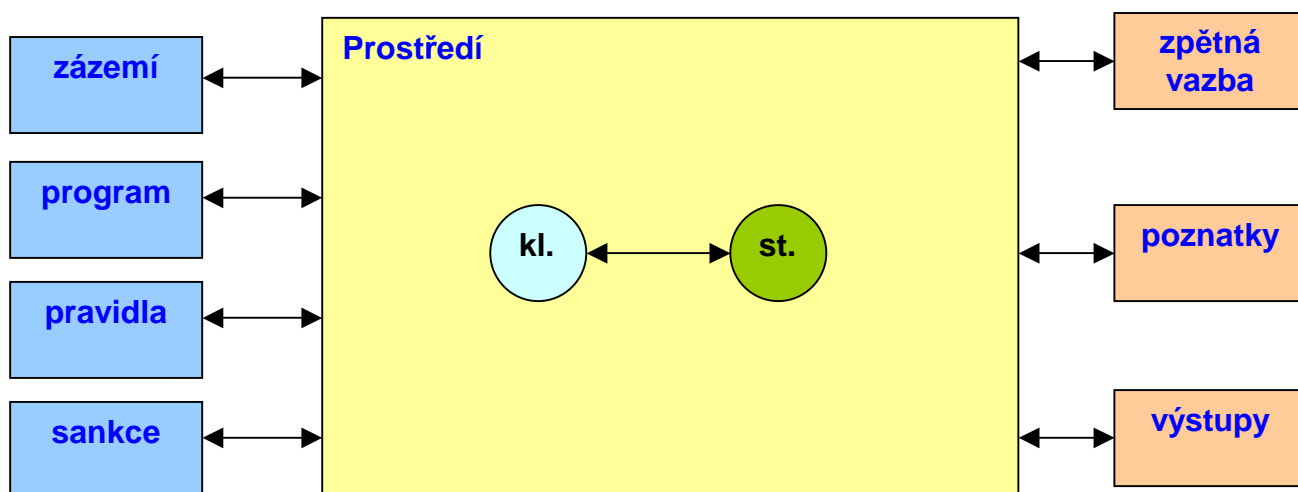 Prostředí
zázemí
program
pravidla
sankce
kl.
st.
zpětná
vazba
poznatky
výstupy